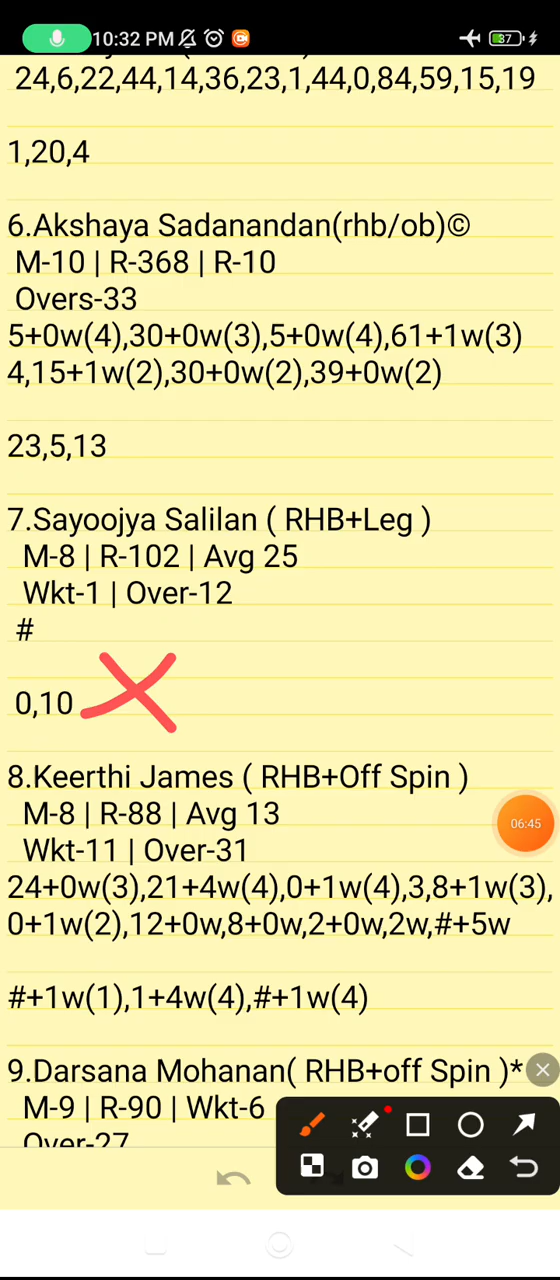 10:32 PM
37
24,6,22,44,14,36,23,1,44,0,84,59,15,19
1,20,4
6.Akshaya Sadanandan(rhb/ob)©
M-10 | R-368 | R-10
Overs-33
5+0w(4),30+0w(3),5+0w(4),61+1w(3)
4,15+1w(2),30+0w(2),39+0w(2)
23,5,13
7.Sayoojya Salilan ( RHB+Leg )
M-8 | R-102 | Avg 25
Wkt-1 | Over-12
#
0,10
8.Keerthi James ( RHB+Off Spin )
M-8 | R-88 | Avg 13
06:45
Wkt-11 | Over-31
24+0w(3),21+4w(4),0+1w(4),3,8+1w(3),
0+1w(2),12+0w,8+0w,2+0w,2w,#+5w
#+1w(1),1+4w(4),#+1w(4)
9.Darsana Mohanan( RHB+off Spin )*
M-9 | R-90 | Wkt-6
Over-27